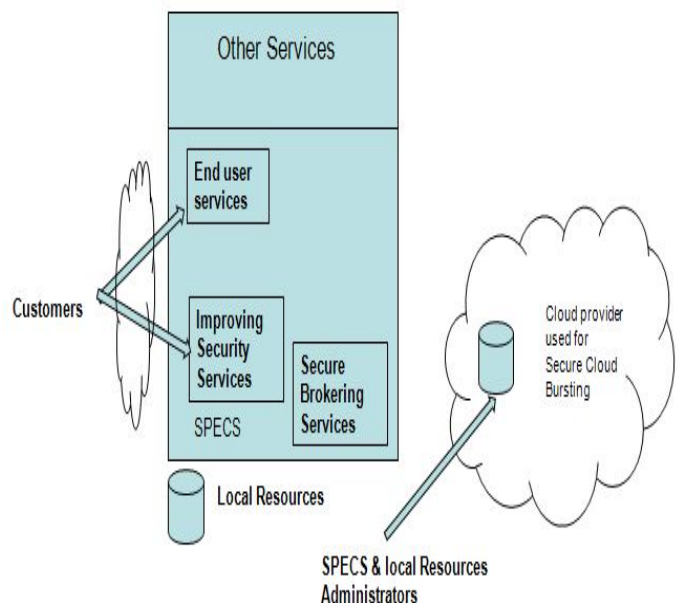 Other Services
End user
services
Customers
Improving
Security
Services
Secure
Brokering
Services
SPECS
Local Resources
Cloud provider
used for
Secure Cloud
Bursting
SPECS & local Resources
Administrators